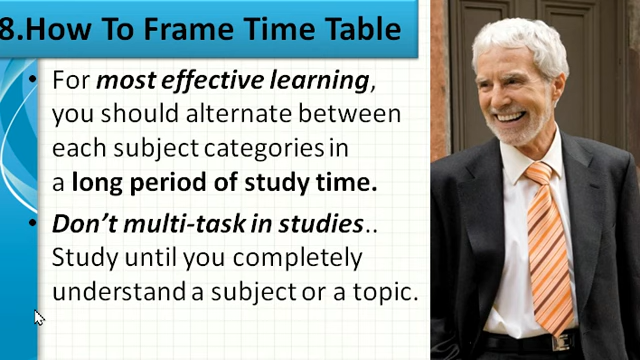 8.How To Frame Time Table
• For most effective learning,
you should alternate between
each subject categories in
a long period of study time.
• Don't multi-task in studies..
Study until you completely
understand a subject or a topic.